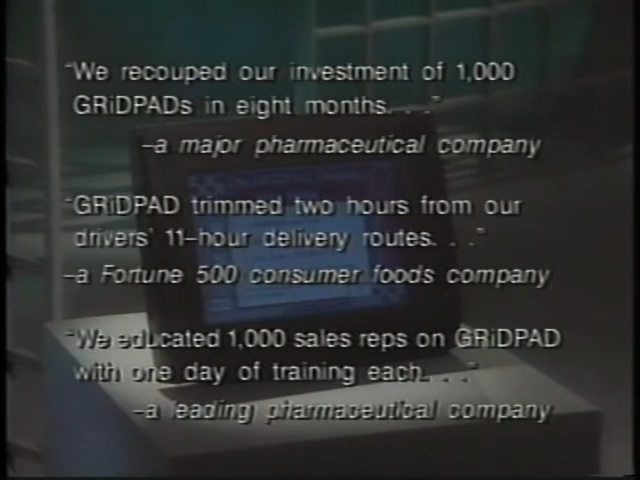 "We recouped our investment of 1,000
GRiDPADs in eight months. . ."
–a major pharmaceutical company
"GRiDPAD trimmed two hours from our
drivers' 11–hour delivery routes. . ."
–a Fortune 500 consumer foods company
"We educated 1,000 sales reps on GRiDPAD
with one day of training each. . ."
–a leading pharmaceutical company